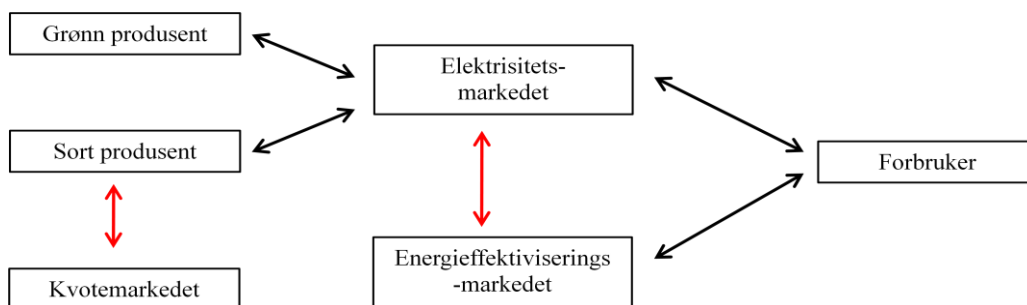 Grønn produsent
Elektrisitets-
markedet
Sort produsent
Forbruker
Energieffektiviserings
-markedet
Kvotemarkedet